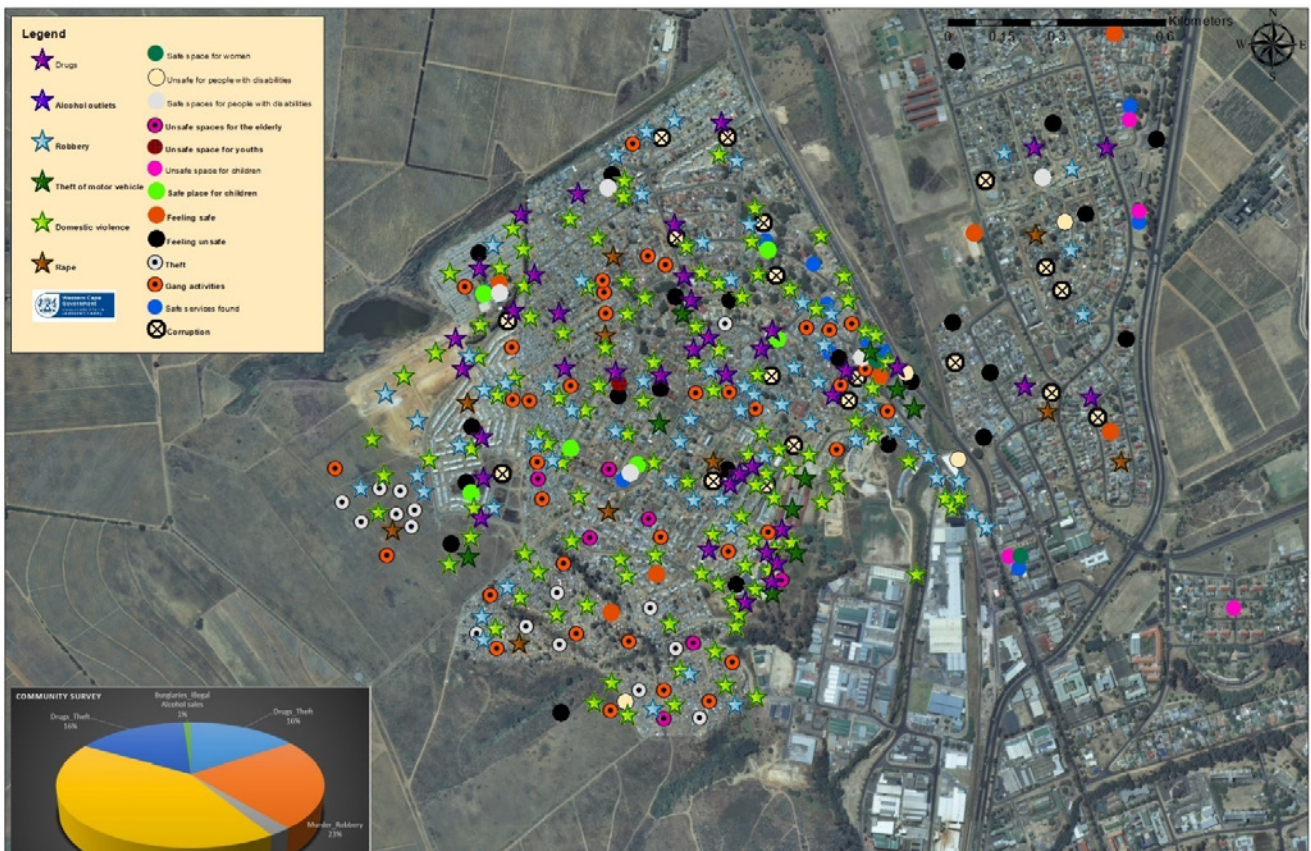 Legend
Drugs
Alcohol outlets
Robbery
Theft of motor vehicle
Domestic violence
Rape
Western Cape
Government
Safe space for women
Unsafe for people with disabilities
Safe spaces for people with disabilities
Unsafe spaces for the elderly
Unsafe space for youths
Unsafe space for children
Safe place for children
Feeling safe
Feeling unsafe
Theft
Gang activities
Safe services found
Corruption
Kilometers
0 0.15 0.3 0.6
N
W E
S
COMMUNITY SURVEY
Burglaries_Illegal
Alcohol sales
1%
Drugs_Theft...
16%
Drugs_Theft
16%
Murder_Robbery
23%